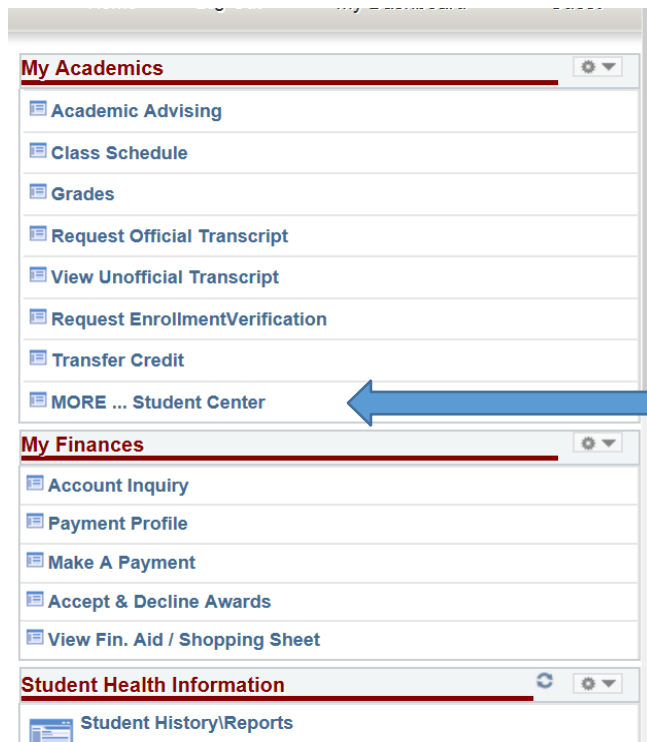 My Academics
Academic Advising
Class Schedule
Grades
Request Official Transcript
View Unofficial Transcript
Request EnrollmentVerification
Transfer Credit
MORE ... Student Center
My Finances
Account Inquiry
Payment Profile
Make A Payment
Accept & Decline Awards
View Fin. Aid / Shopping Sheet
Student Health Information
Student History\Reports